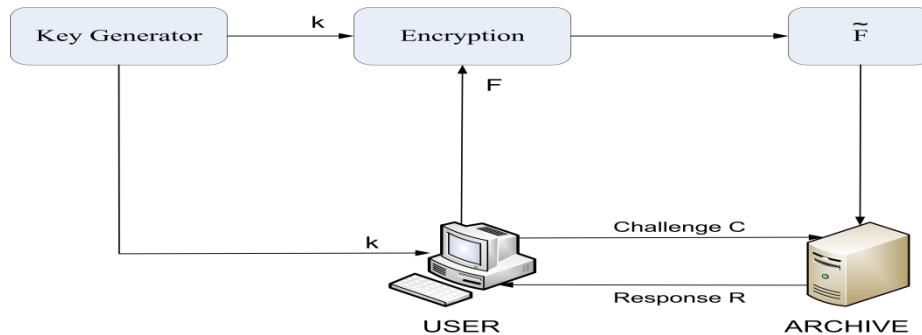 Key Generator
k
Encryption
F̃
F
k
Challenge C
Response R
USER
ARCHIVE